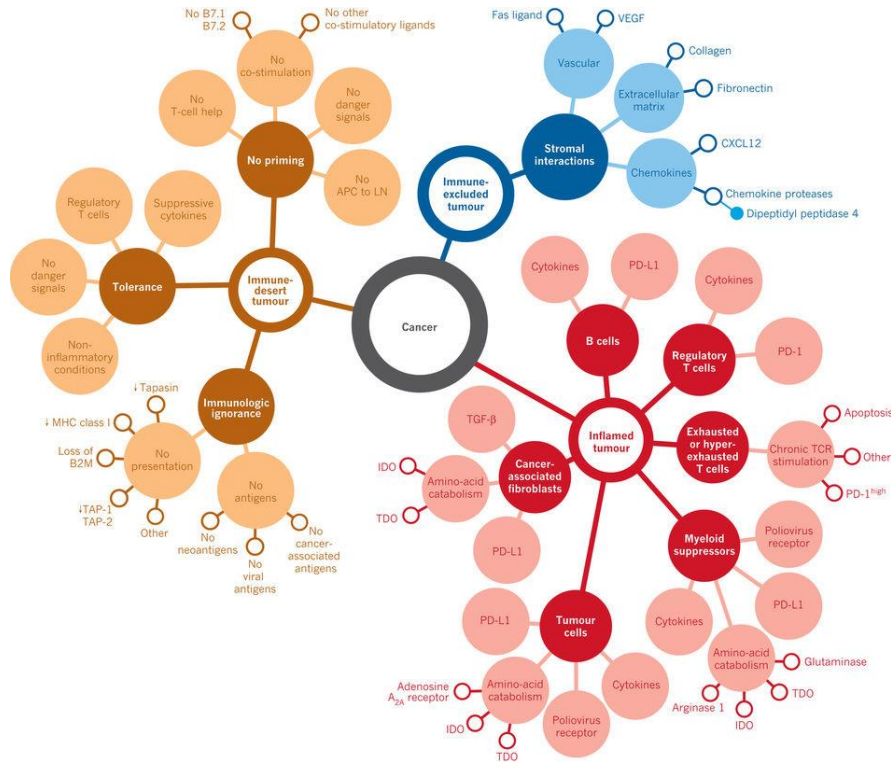 No B7.1
B7.2
No other
co-stimulatory ligands
No
co-stimulation
No
T-cell help
No
danger
signals
No priming
No
APC to LN
Regulatory
T cells
Suppressive
cytokines
No
danger
signals
Tolerance
Non-
inflammatory
conditions
Immune-
desert
tumour
Immunologic
ignorance
↓Tapasin
↓ MHC class I
Loss of
B2M
↓TAP-1
TAP-2
Other
No
presentation
No
antigens
No
neoantigens
No
viral
antigens
No
cancer-
associated
antigens
Cancer
Immune-
excluded
tumour
Stromal
interactions
Fas ligand
VEGF
Vascular
Collagen
Extracellular
matrix
Fibronectin
CXCL12
Chemokines
Chemokine proteases
Dipeptidyl peptidase 4
Inflamed
tumour
Cytokines
PD-L1
B cells
Cytokines
Regulatory
T cells
PD-1
Exhausted
or hyper-
exhausted
T cells
Chronic TCR
stimulation
Apoptosis
Other
PD-1high
TGF-β
Cancer-
associated
fibroblasts
IDO
Amino-acid
catabolism
TDO
PD-L1
Myeloid
suppressors
Poliovirus
receptor
PD-L1
Cytokines
Amino-acid
catabolism
Glutaminase
TDO
IDO
Arginase 1
Tumour
cells
PD-L1
Amino-acid
catabolism
Adenosine
A2A receptor
IDO
TDO
Poliovirus
receptor
Cytokines